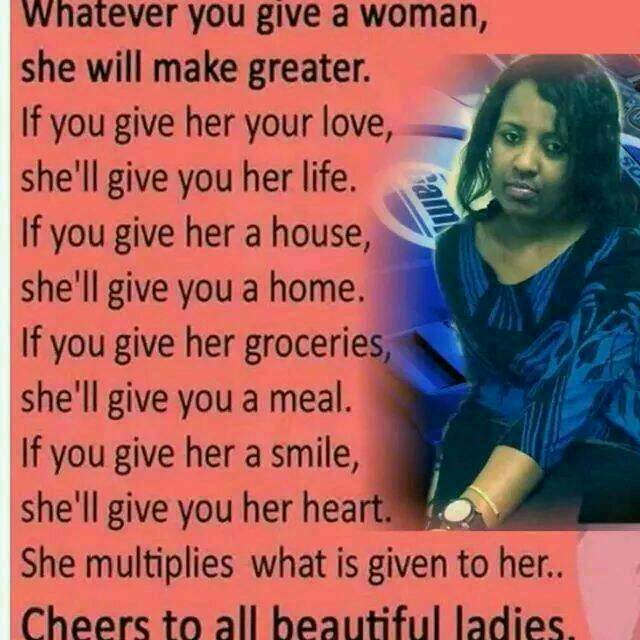 Whatever you give a woman,
she will make greater.
If you give her your love,
she'll give you her life.
If you give her a house,
she'll give you a home.
If you give her groceries,
she'll give you a meal.
If you give her a smile,
she'll give you her heart.
She multiplies what is given to her..
Cheers to all beautiful ladies.